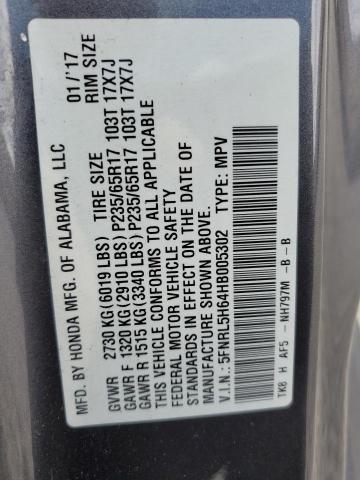 MFG. BY HONDA MFG. OF ALABAMA, LLC 01/'17
GVWR 2730 KG(6019 LBS) TIRE SIZE RIM SIZE
GAWR F 1320 KG(2910 LBS) P235/65R17 103T 17X7J
GAWR R 1515 KG(3340 LBS) P235/65R17 103T 17X7J
THIS VEHICLE CONFORMS TO ALL APPLICABLE
FEDERAL MOTOR VEHICLE SAFETY
STANDARDS IN EFFECT ON THE DATE OF
MANUFACTURE SHOWN ABOVE.
V.I.N.: 5FNRL5H64HB005302 TYPE: MPV
TK8 H AF5 - NH797M -B -B